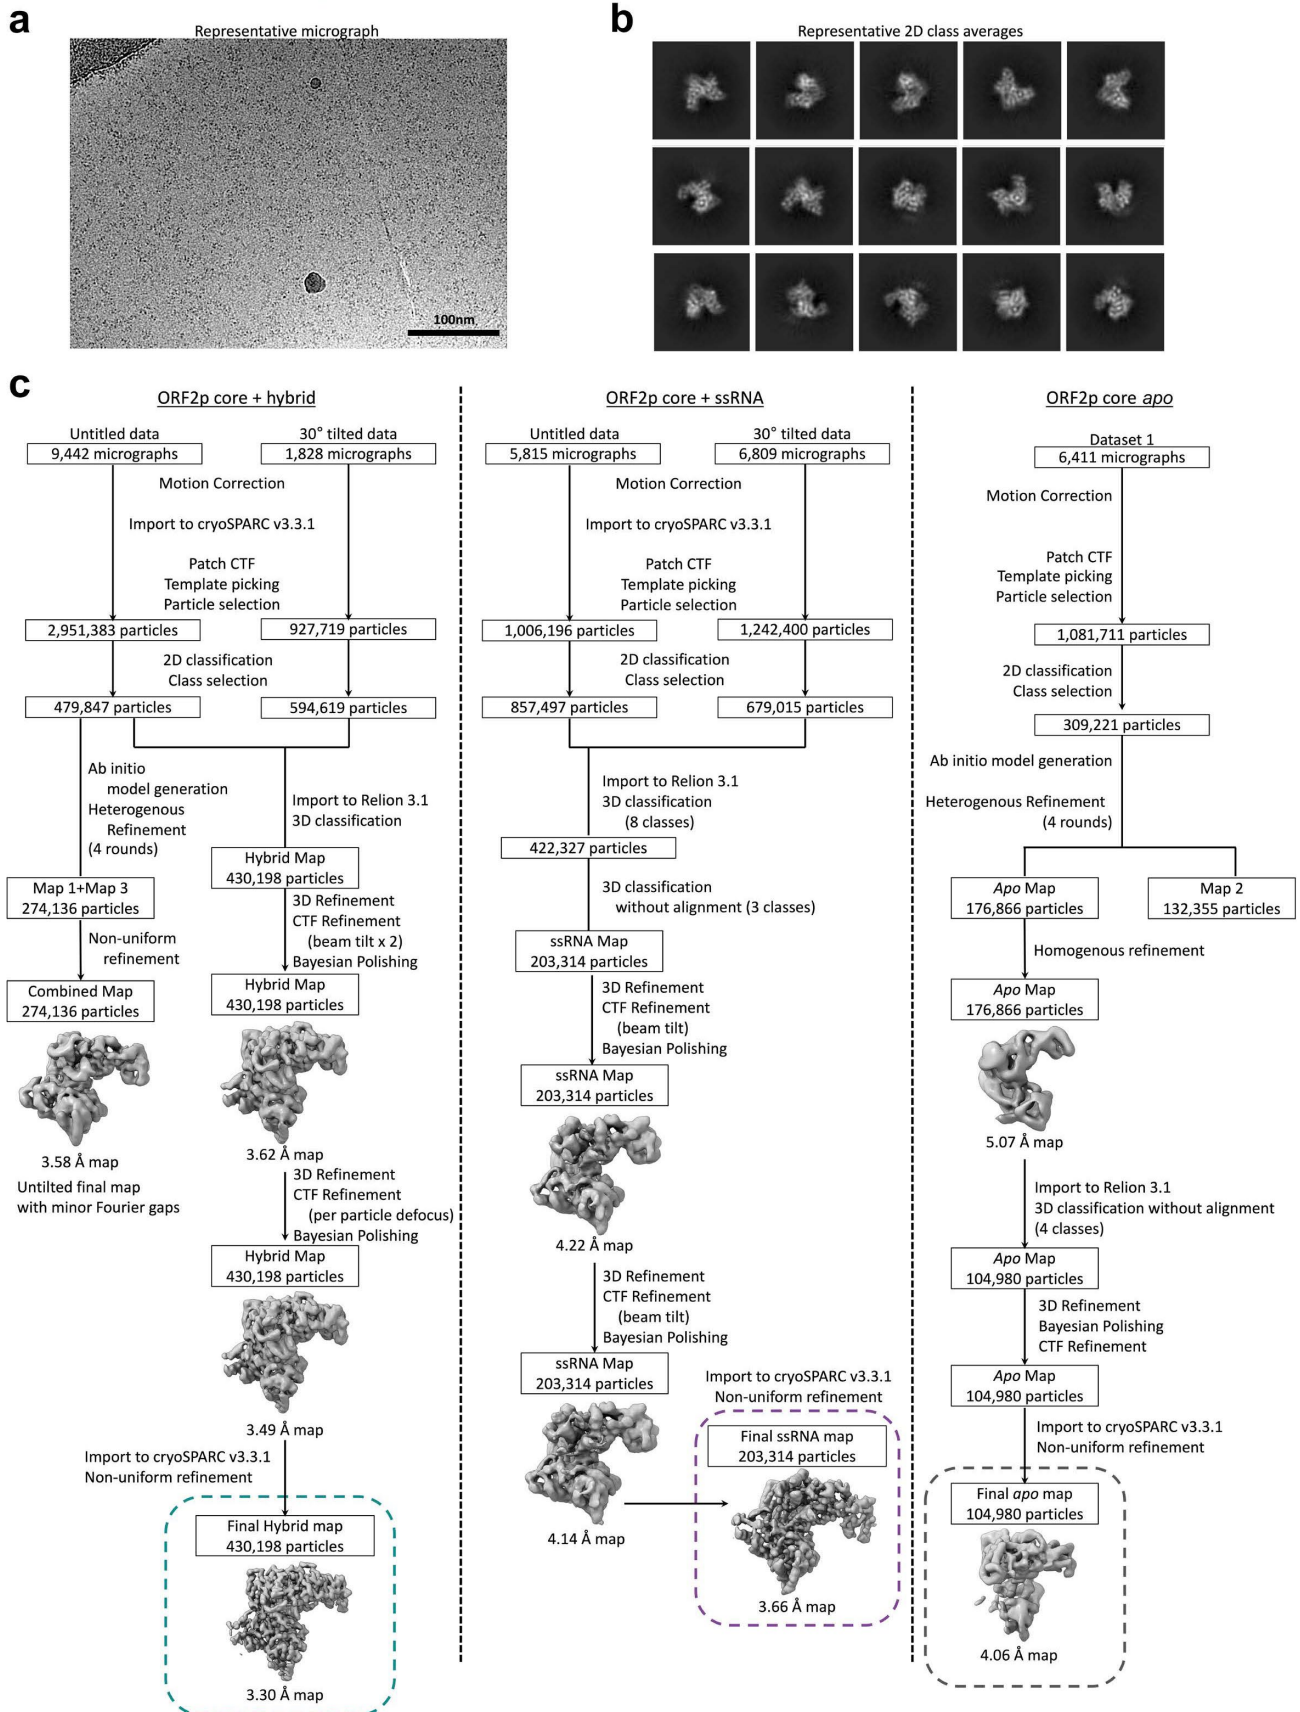 a
Representative micrograph
100nm
b
Representative 2D class averages
c
ORF2p core + hybrid
Untitled data
9,442 micrographs
30° tilted data
1,828 micrographs
Motion Correction
Import to cryoSPARC v3.3.1
Patch CTF
Template picking
Particle selection
2,951,383 particles
927,719 particles
2D classification
Class selection
479,847 particles
594,619 particles
Ab initio
model generation
Heterogenous
Refinement
(4 rounds)
Import to Relion 3.1
3D classification
Map 1+Map 3
274,136 particles
Hybrid Map
430,198 particles
Non-uniform
refinement
3D Refinement
CTF Refinement
(beam tilt x 2)
Bayesian Polishing
Combined Map
274,136 particles
Hybrid Map
430,198 particles
3.58 Å map
Untilted final map
with minor Fourier gaps
3.62 Å map
3D Refinement
CTF Refinement
(per particle defocus)
Bayesian Polishing
Hybrid Map
430,198 particles
3.49 Å map
Import to cryoSPARC v3.3.1
Non-uniform refinement
Final Hybrid map
430,198 particles
3.30 Å map
ORF2p core + ssRNA
Untitled data
5,815 micrographs
30° tilted data
6,809 micrographs
Motion Correction
Import to cryoSPARC v3.3.1
Patch CTF
Template picking
Particle selection
1,006,196 particles
1,242,400 particles
2D classification
Class selection
857,497 particles
679,015 particles
Import to Relion 3.1
3D classification
(8 classes)
422,327 particles
3D classification
without alignment (3 classes)
ssRNA Map
203,314 particles
3D Refinement
CTF Refinement
(beam tilt)
Bayesian Polishing
ssRNA Map
203,314 particles
4.22 Å map
3D Refinement
CTF Refinement
(beam tilt)
Bayesian Polishing
ssRNA Map
203,314 particles
4.14 Å map
Import to cryoSPARC v3.3.1
Non-uniform refinement
Final ssRNA map
203,314 particles
3.66 Å map
ORF2p core apo
Dataset 1
6,411 micrographs
Motion Correction
Patch CTF
Template picking
Particle selection
1,081,711 particles
2D classification
Class selection
309,221 particles
Ab initio model generation
Heterogenous Refinement
(4 rounds)
Apo Map
176,866 particles
Map 2
132,355 particles
Homogenous refinement
Apo Map
176,866 particles
5.07 Å map
Import to Relion 3.1
3D classification without alignment
(4 classes)
Apo Map
104,980 particles
3D Refinement
Bayesian Polishing
CTF Refinement
Apo Map
104,980 particles
Import to cryoSPARC v3.3.1
Non-uniform refinement
Final apo map
104,980 particles
4.06 Å map